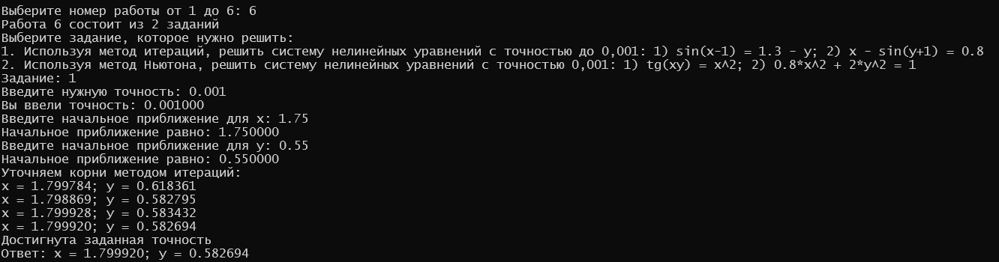 Выберите номер работы от 1 до 6: 6
Работа 6 состоит из 2 заданий
Выберите задание, которое нужно решить:
1. Используя метод итераций, решить систему нелинейных уравнений с точностью до 0,001: 1) sin(x-1) = 1.3 - y; 2) x - sin(y+1) = 0.8
2. Используя метод Ньютона, решить систему нелинейных уравнений с точностью 0,001: 1) tg(xy) = x^2; 2) 0.8*x^2 + 2*y^2 = 1
Задание: 1
Введите нужную точность: 0.001
Вы ввели точность: 0.001000
Введите начальное приближение для x: 1.75
Начальное приближение равно: 1.750000
Введите начальное приближение для y: 0.55
Начальное приближение равно: 0.550000
Уточняем корни методом итераций:
x = 1.799784; y = 0.618361
x = 1.798869; y = 0.582795
x = 1.799928; y = 0.583432
x = 1.799920; y = 0.582694
Достигнута заданная точность
Ответ: x = 1.799920; y = 0.582694